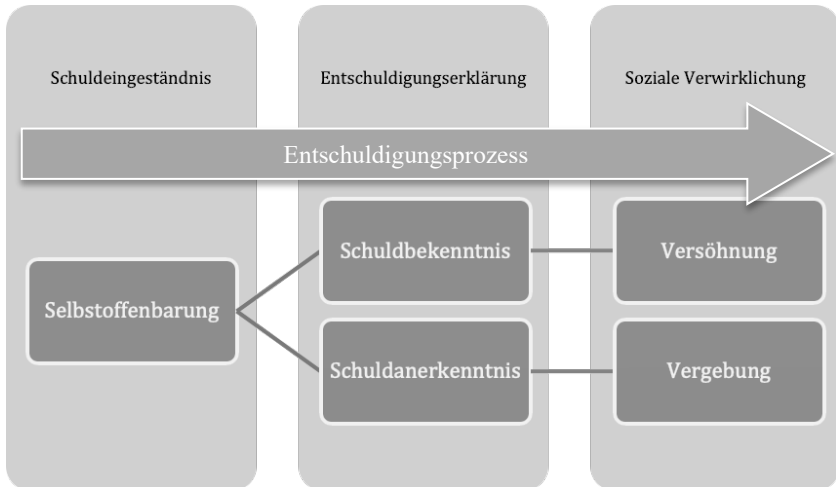 Schuldeingeständnis
Entschuldigungserklärung
Soziale Verwirklichung
Entschuldigungsprozess
Selbstoffenbarung
Schuldbekenntnis
Versöhnung
Schuldanerkenntnis
Vergebung